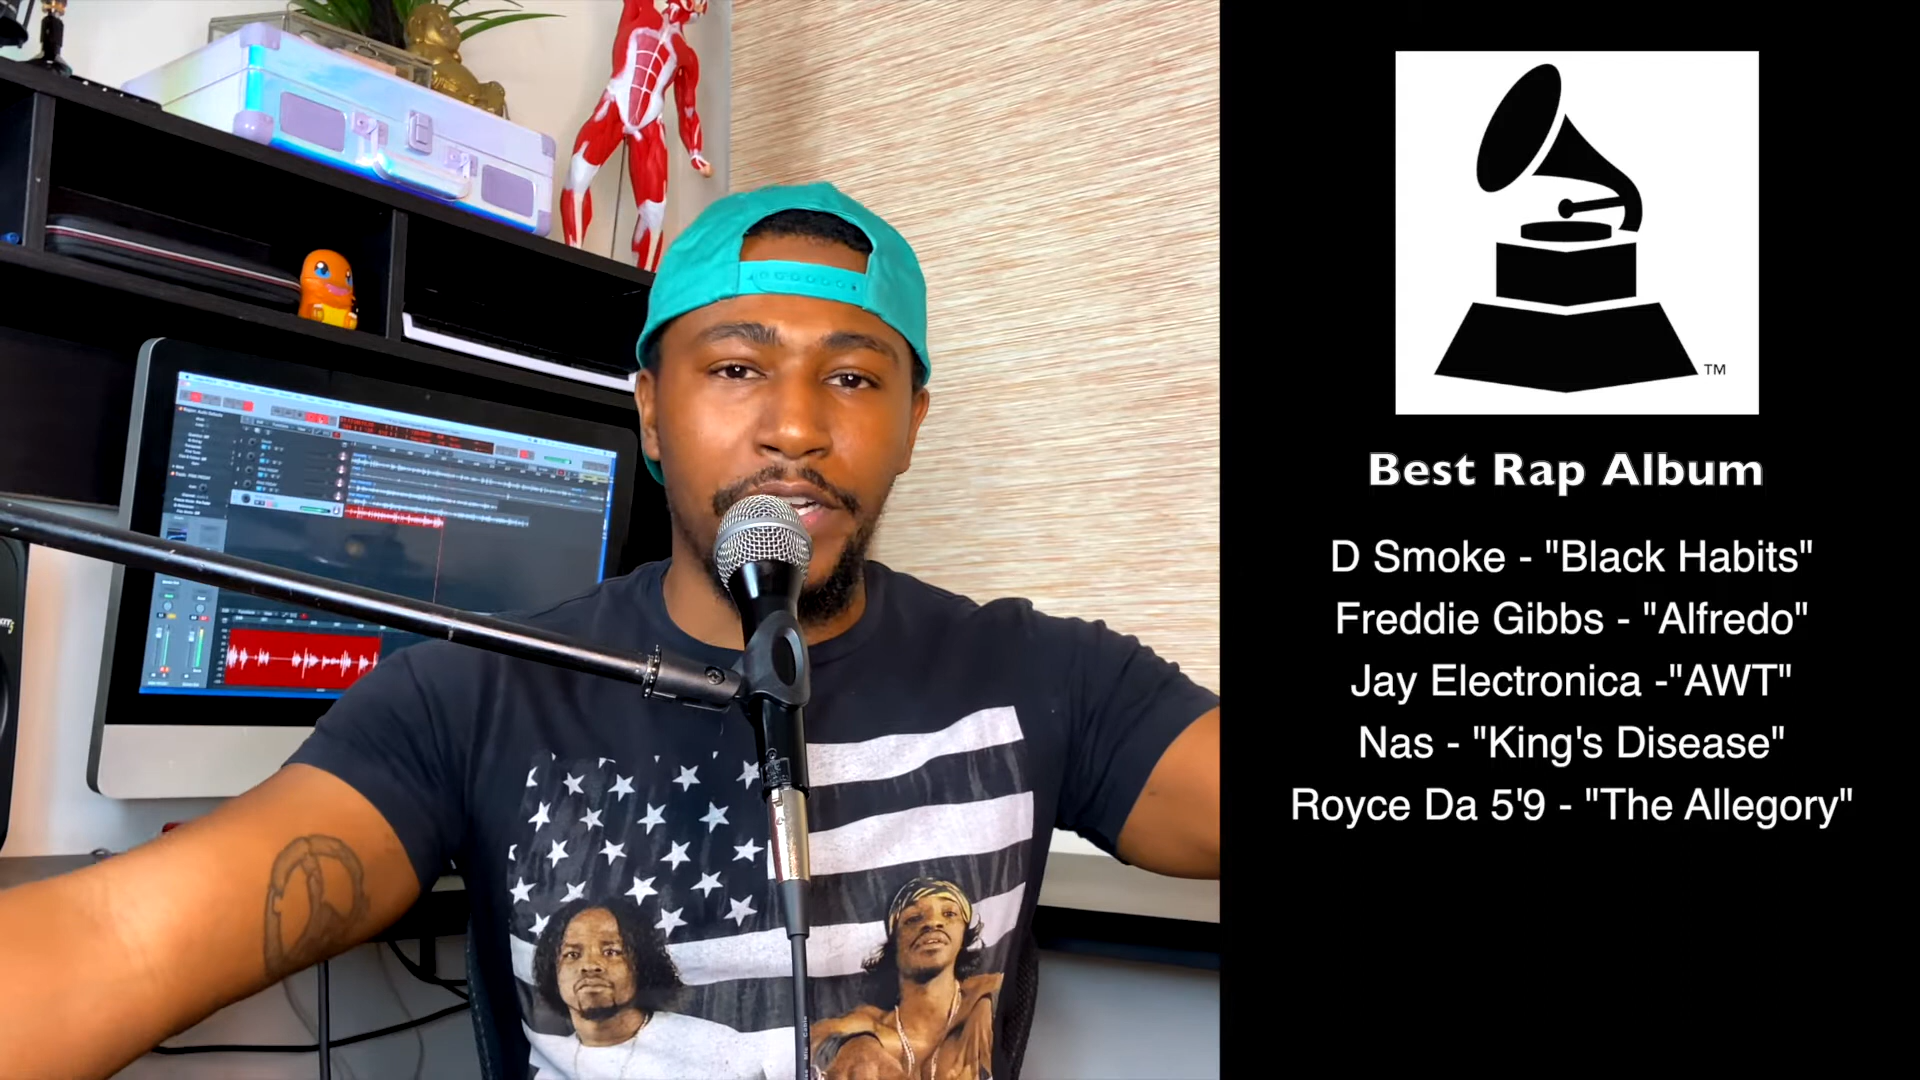 TM
Best Rap Album
D Smoke - "Black Habits"
Freddie Gibbs - "Alfredo"
Jay Electronica -"AWT"
Nas - "King's Disease"
Royce Da 5'9 - "The Allegory"